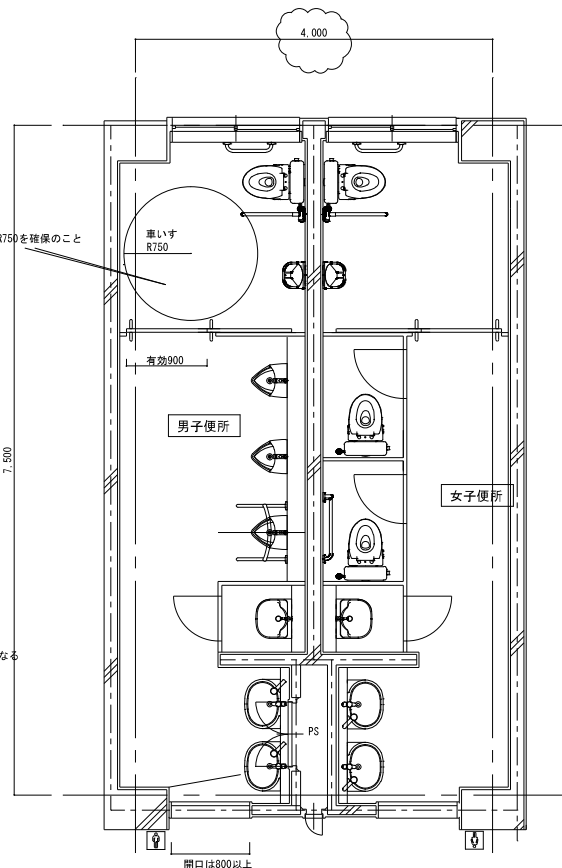 4,000
R750を確保のこと
車いす
R750
有効900
男子便所
7,500
女子便所
なる
PS
開口は800以上